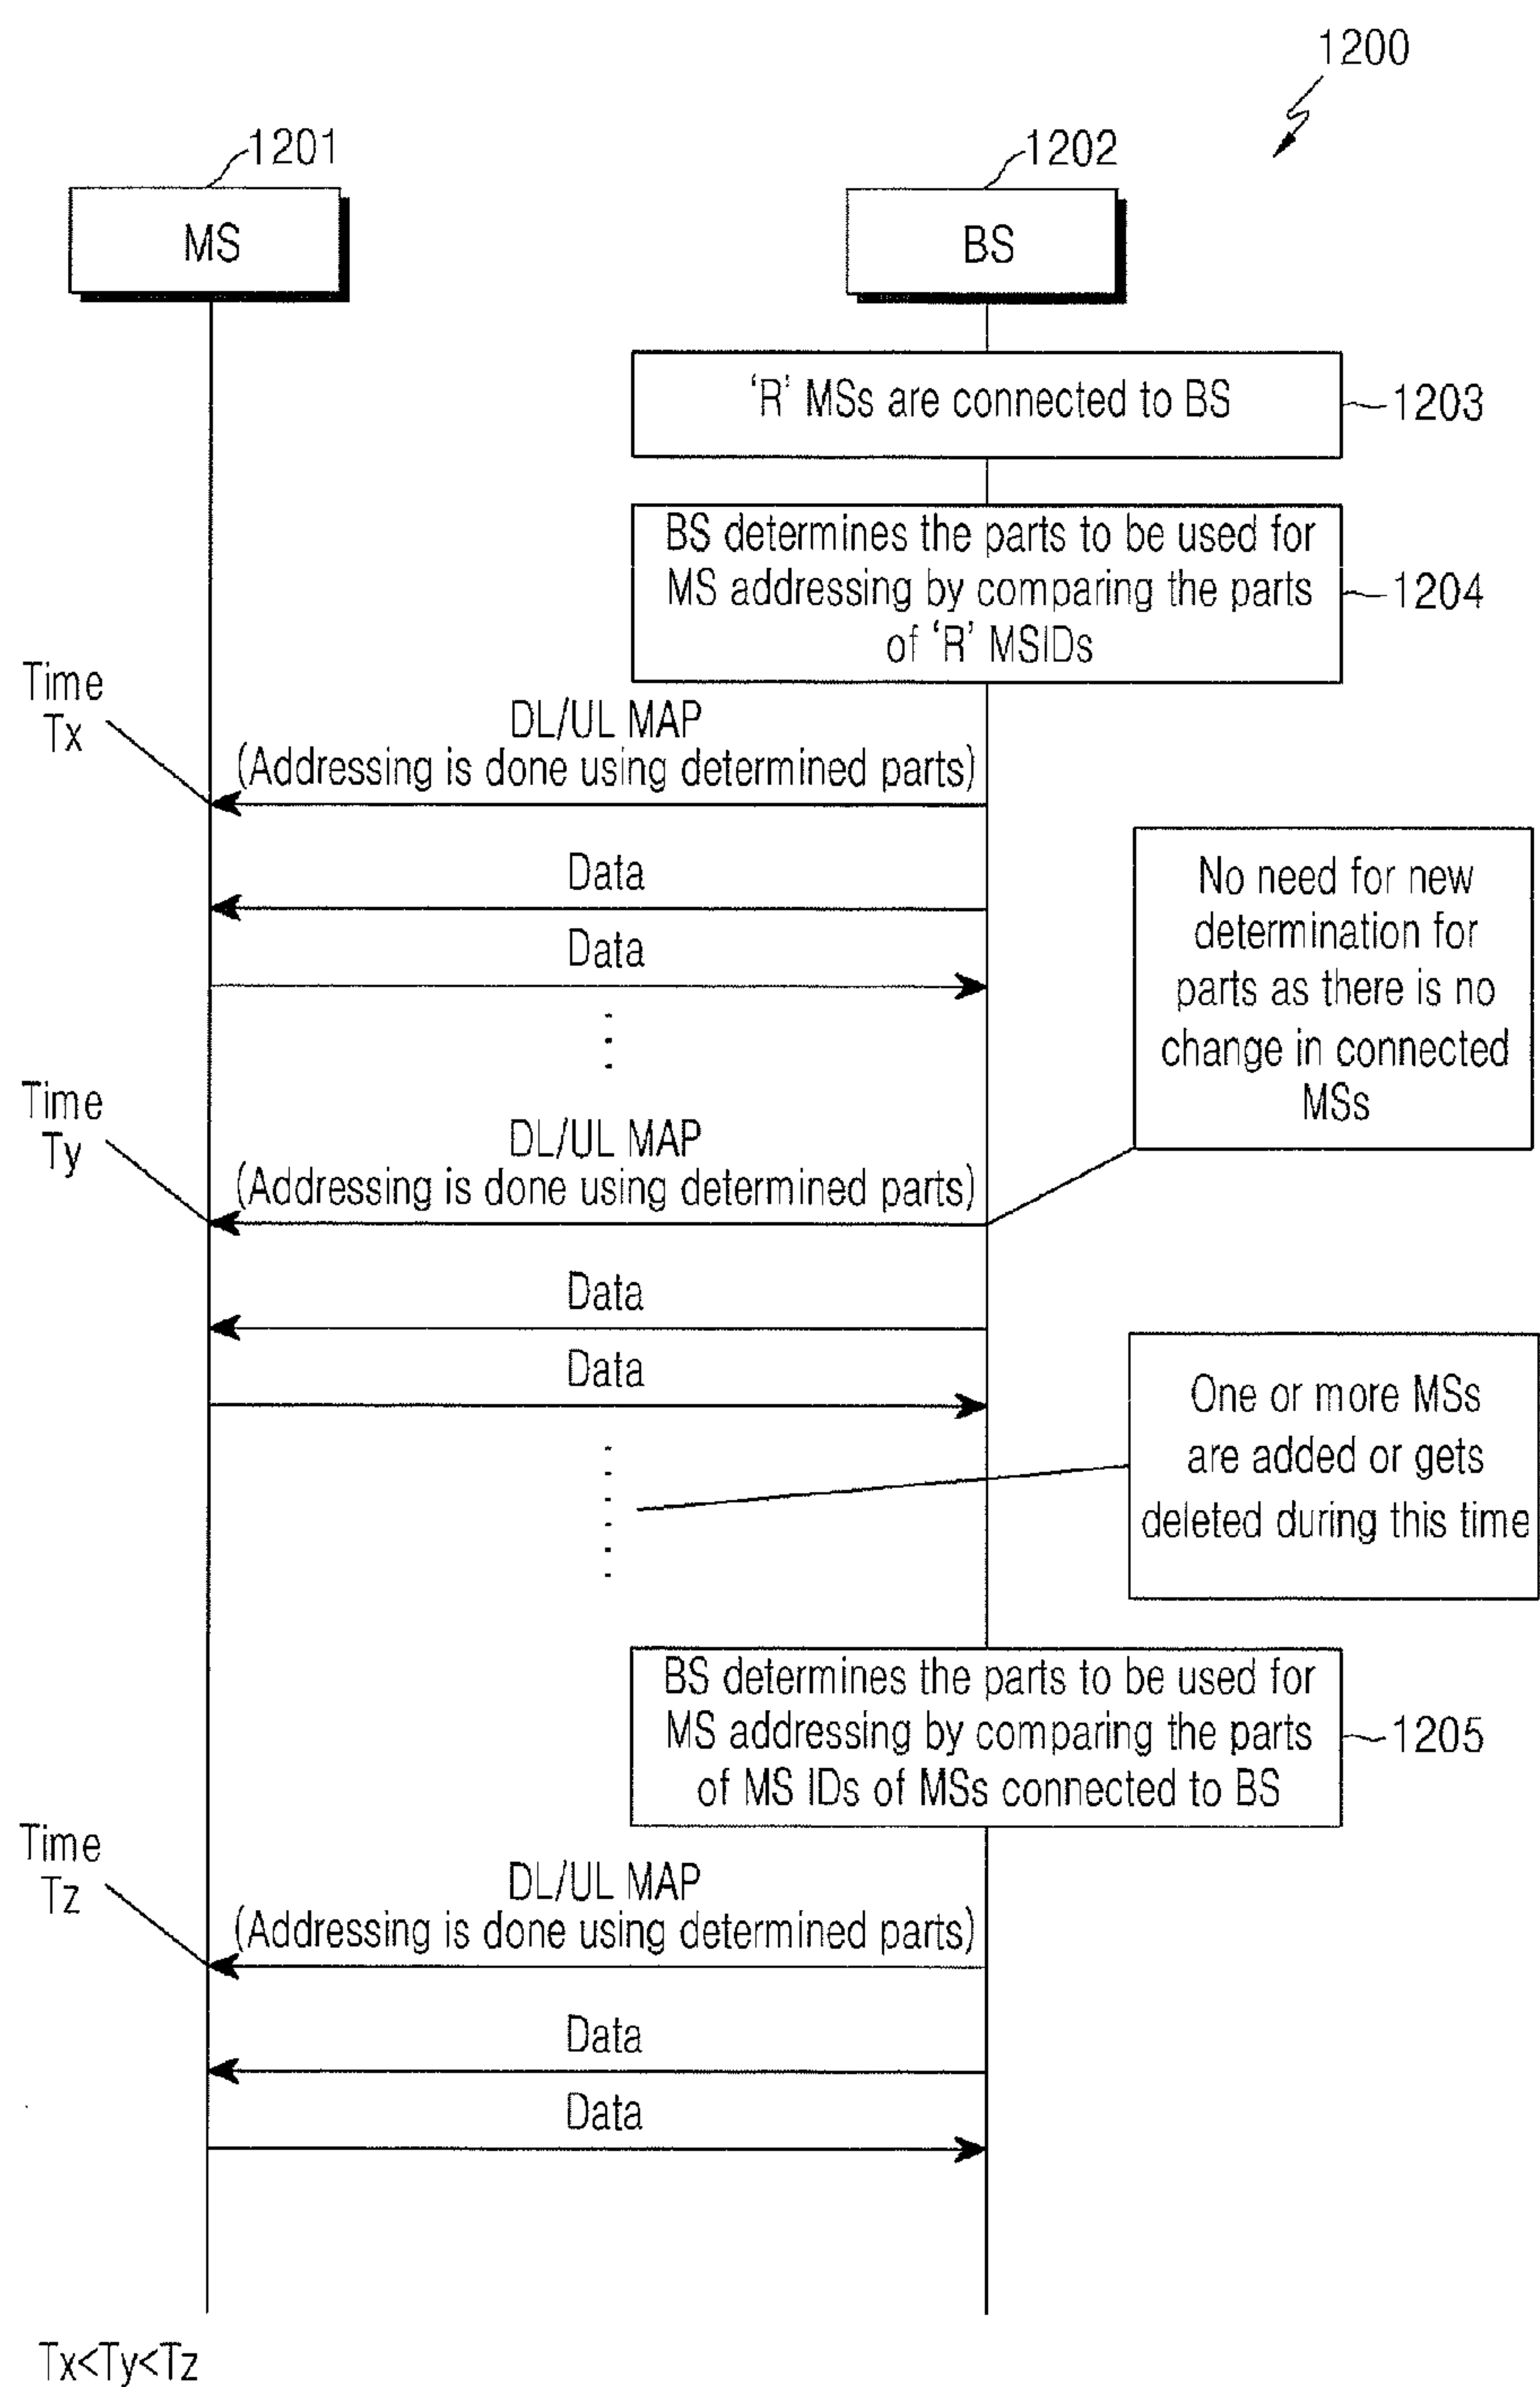 1200
1201
1202
MS
BS
'R' MSs are connected to BS
1203
BS determines the parts to be used for
MS addressing by comparing the parts
of 'R' MSIDs
1204
Time
Tx
DL/UL MAP
(Addressing is done using determined parts)
Data
Data
No need for new
determination for
parts as there is no
change in connected
MSs
Time
Ty
DL/UL MAP
(Addressing is done using determined parts)
Data
Data
One or more MSs
are added or gets
deleted during this time
BS determines the parts to be used for
MS addressing by comparing the parts
of MS IDs of MSs connected to BS
1205
Time
Tz
DL/UL MAP
(Addressing is done using determined parts)
Data
Data
Tx<Ty<Tz